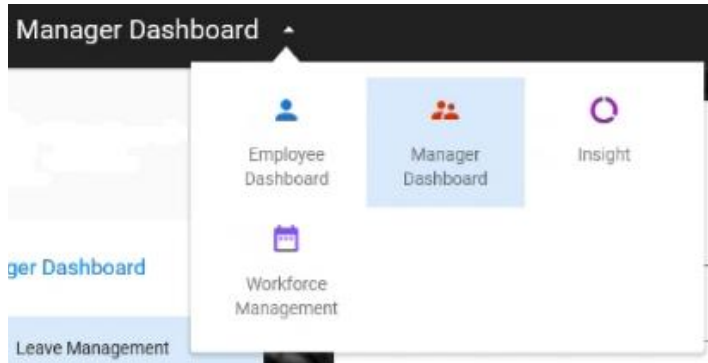 Manager Dashboard
Employee
Dashboard
Manager
Dashboard
Insight
Workforce
Management
ger Dashboard
Leave Management